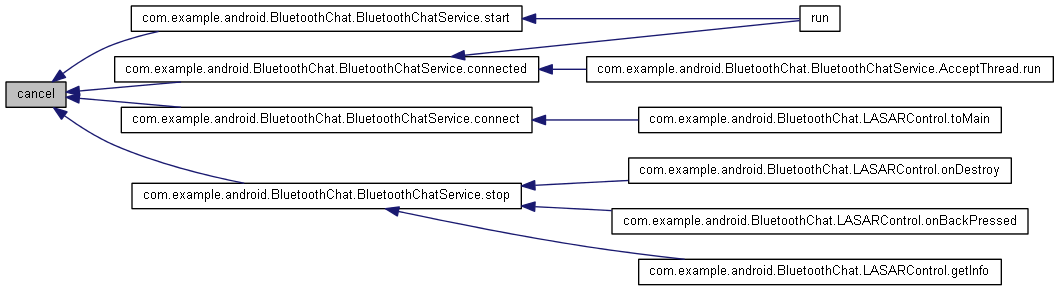 com.example.android.BluetoothChat.BluetoothChatService.start
run
com.example.android.BluetoothChat.BluetoothChatService.connected
com.example.android.BluetoothChat.BluetoothChatService.AcceptThread.run
cancel
com.example.android.BluetoothChat.BluetoothChatService.connect
com.example.android.BluetoothChat.LASARControl.toMain
com.example.android.BluetoothChat.LASARControl.onDestroy
com.example.android.BluetoothChat.BluetoothChatService.stop
com.example.android.BluetoothChat.LASARControl.onBackPressed
com.example.android.BluetoothChat.LASARControl.getInfo